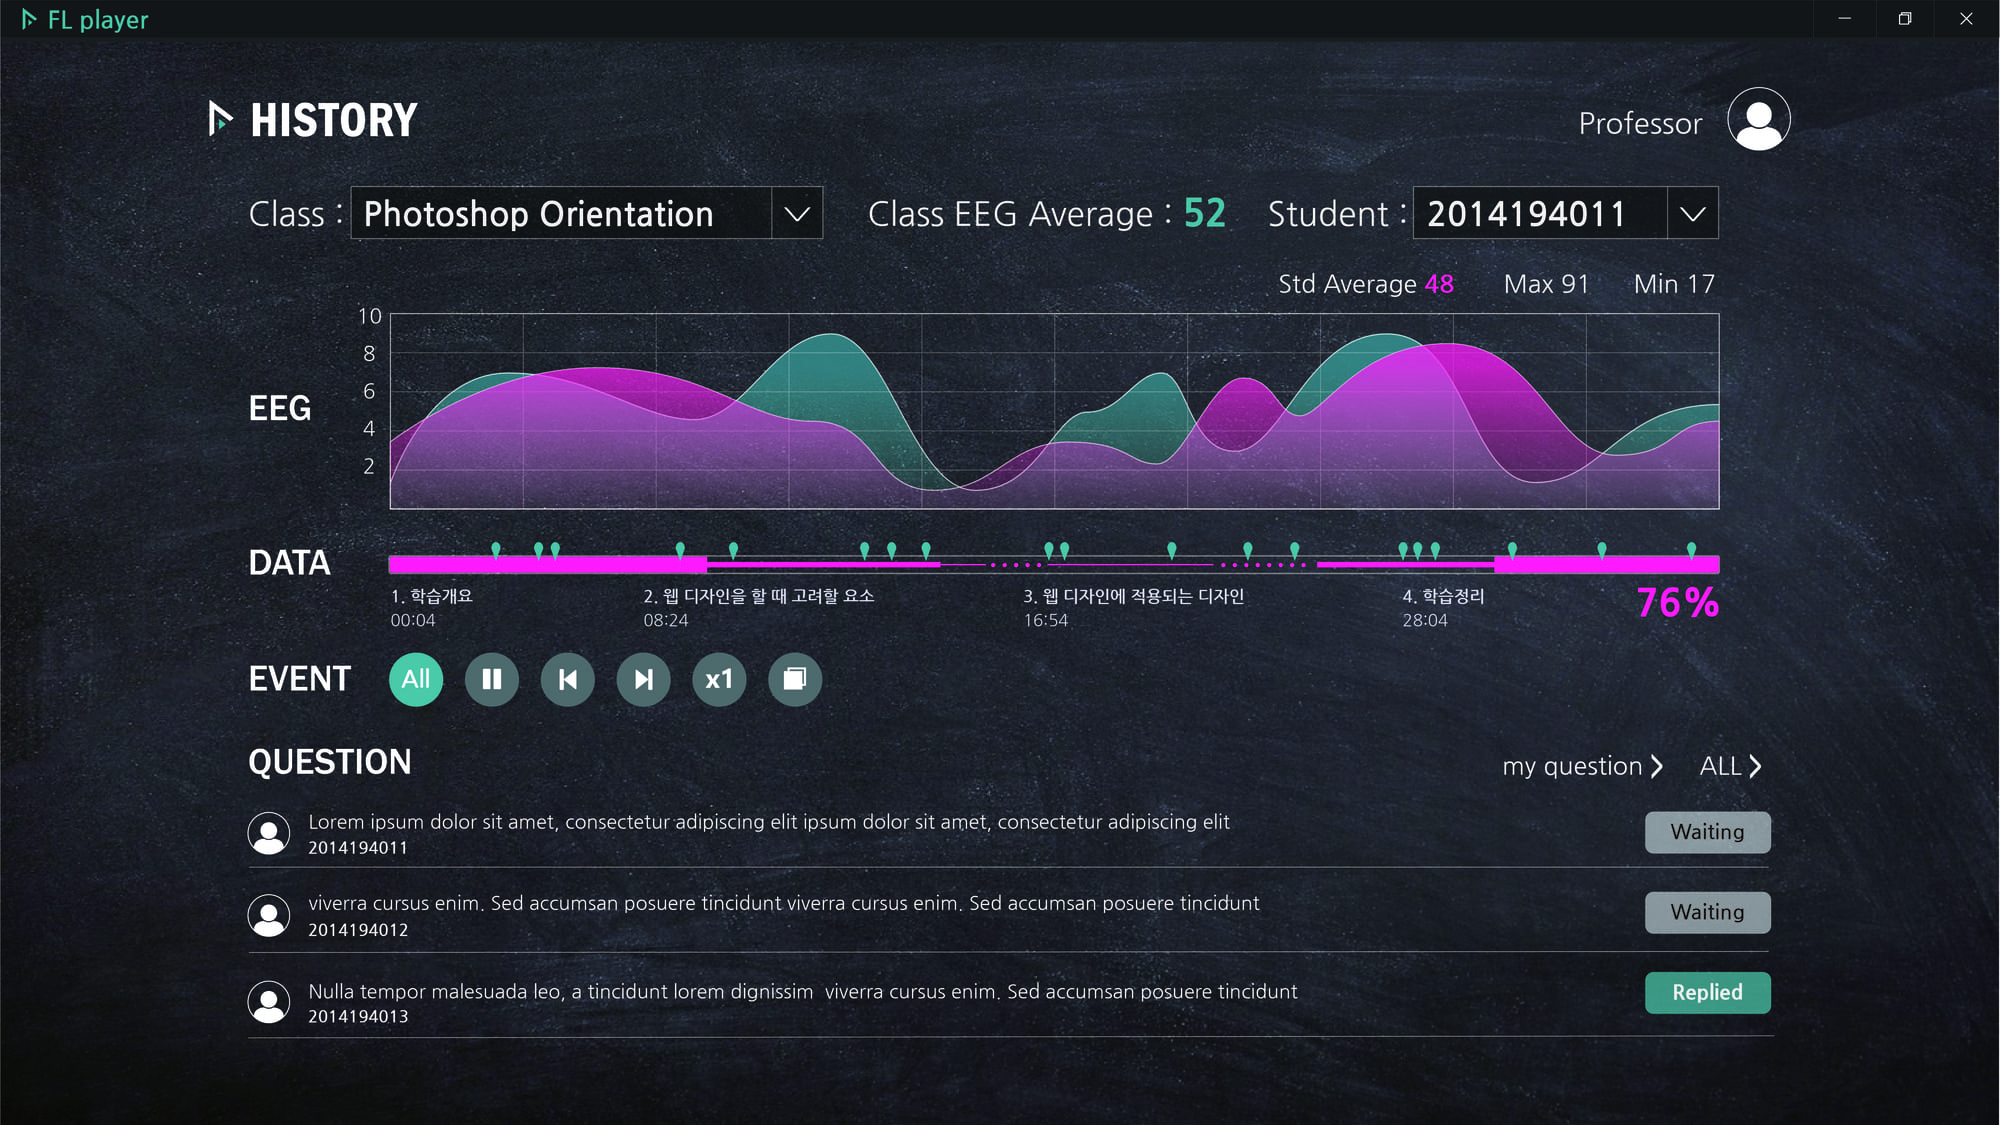 FL player
HISTORY
Professor
Class : Photoshop Orientation
Class EEG Average : 52
Student : 2014194011
Std Average 48 Max 91 Min 17
EEG
10
8
6
4
2
DATA
1. 학습개요
00:04
2. 웹 디자인을 할 때 고려할 요소
08:24
3. 웹 디자인에 적용되는 디자인
16:54
4. 학습정리
28:04
76%
EVENT
All
x1
QUESTION
my question
ALL
Lorem ipsum dolor sit amet, consectetur adipiscing elit ipsum dolor sit amet, consectetur adipiscing elit
2014194011
Waiting
viverra cursus enim. Sed accumsan posuere tincidunt viverra cursus enim. Sed accumsan posuere tincidunt
2014194012
Waiting
Nulla tempor malesuada leo, a tincidunt lorem dignissim  viverra cursus enim. Sed accumsan posuere tincidunt
2014194013
Replied